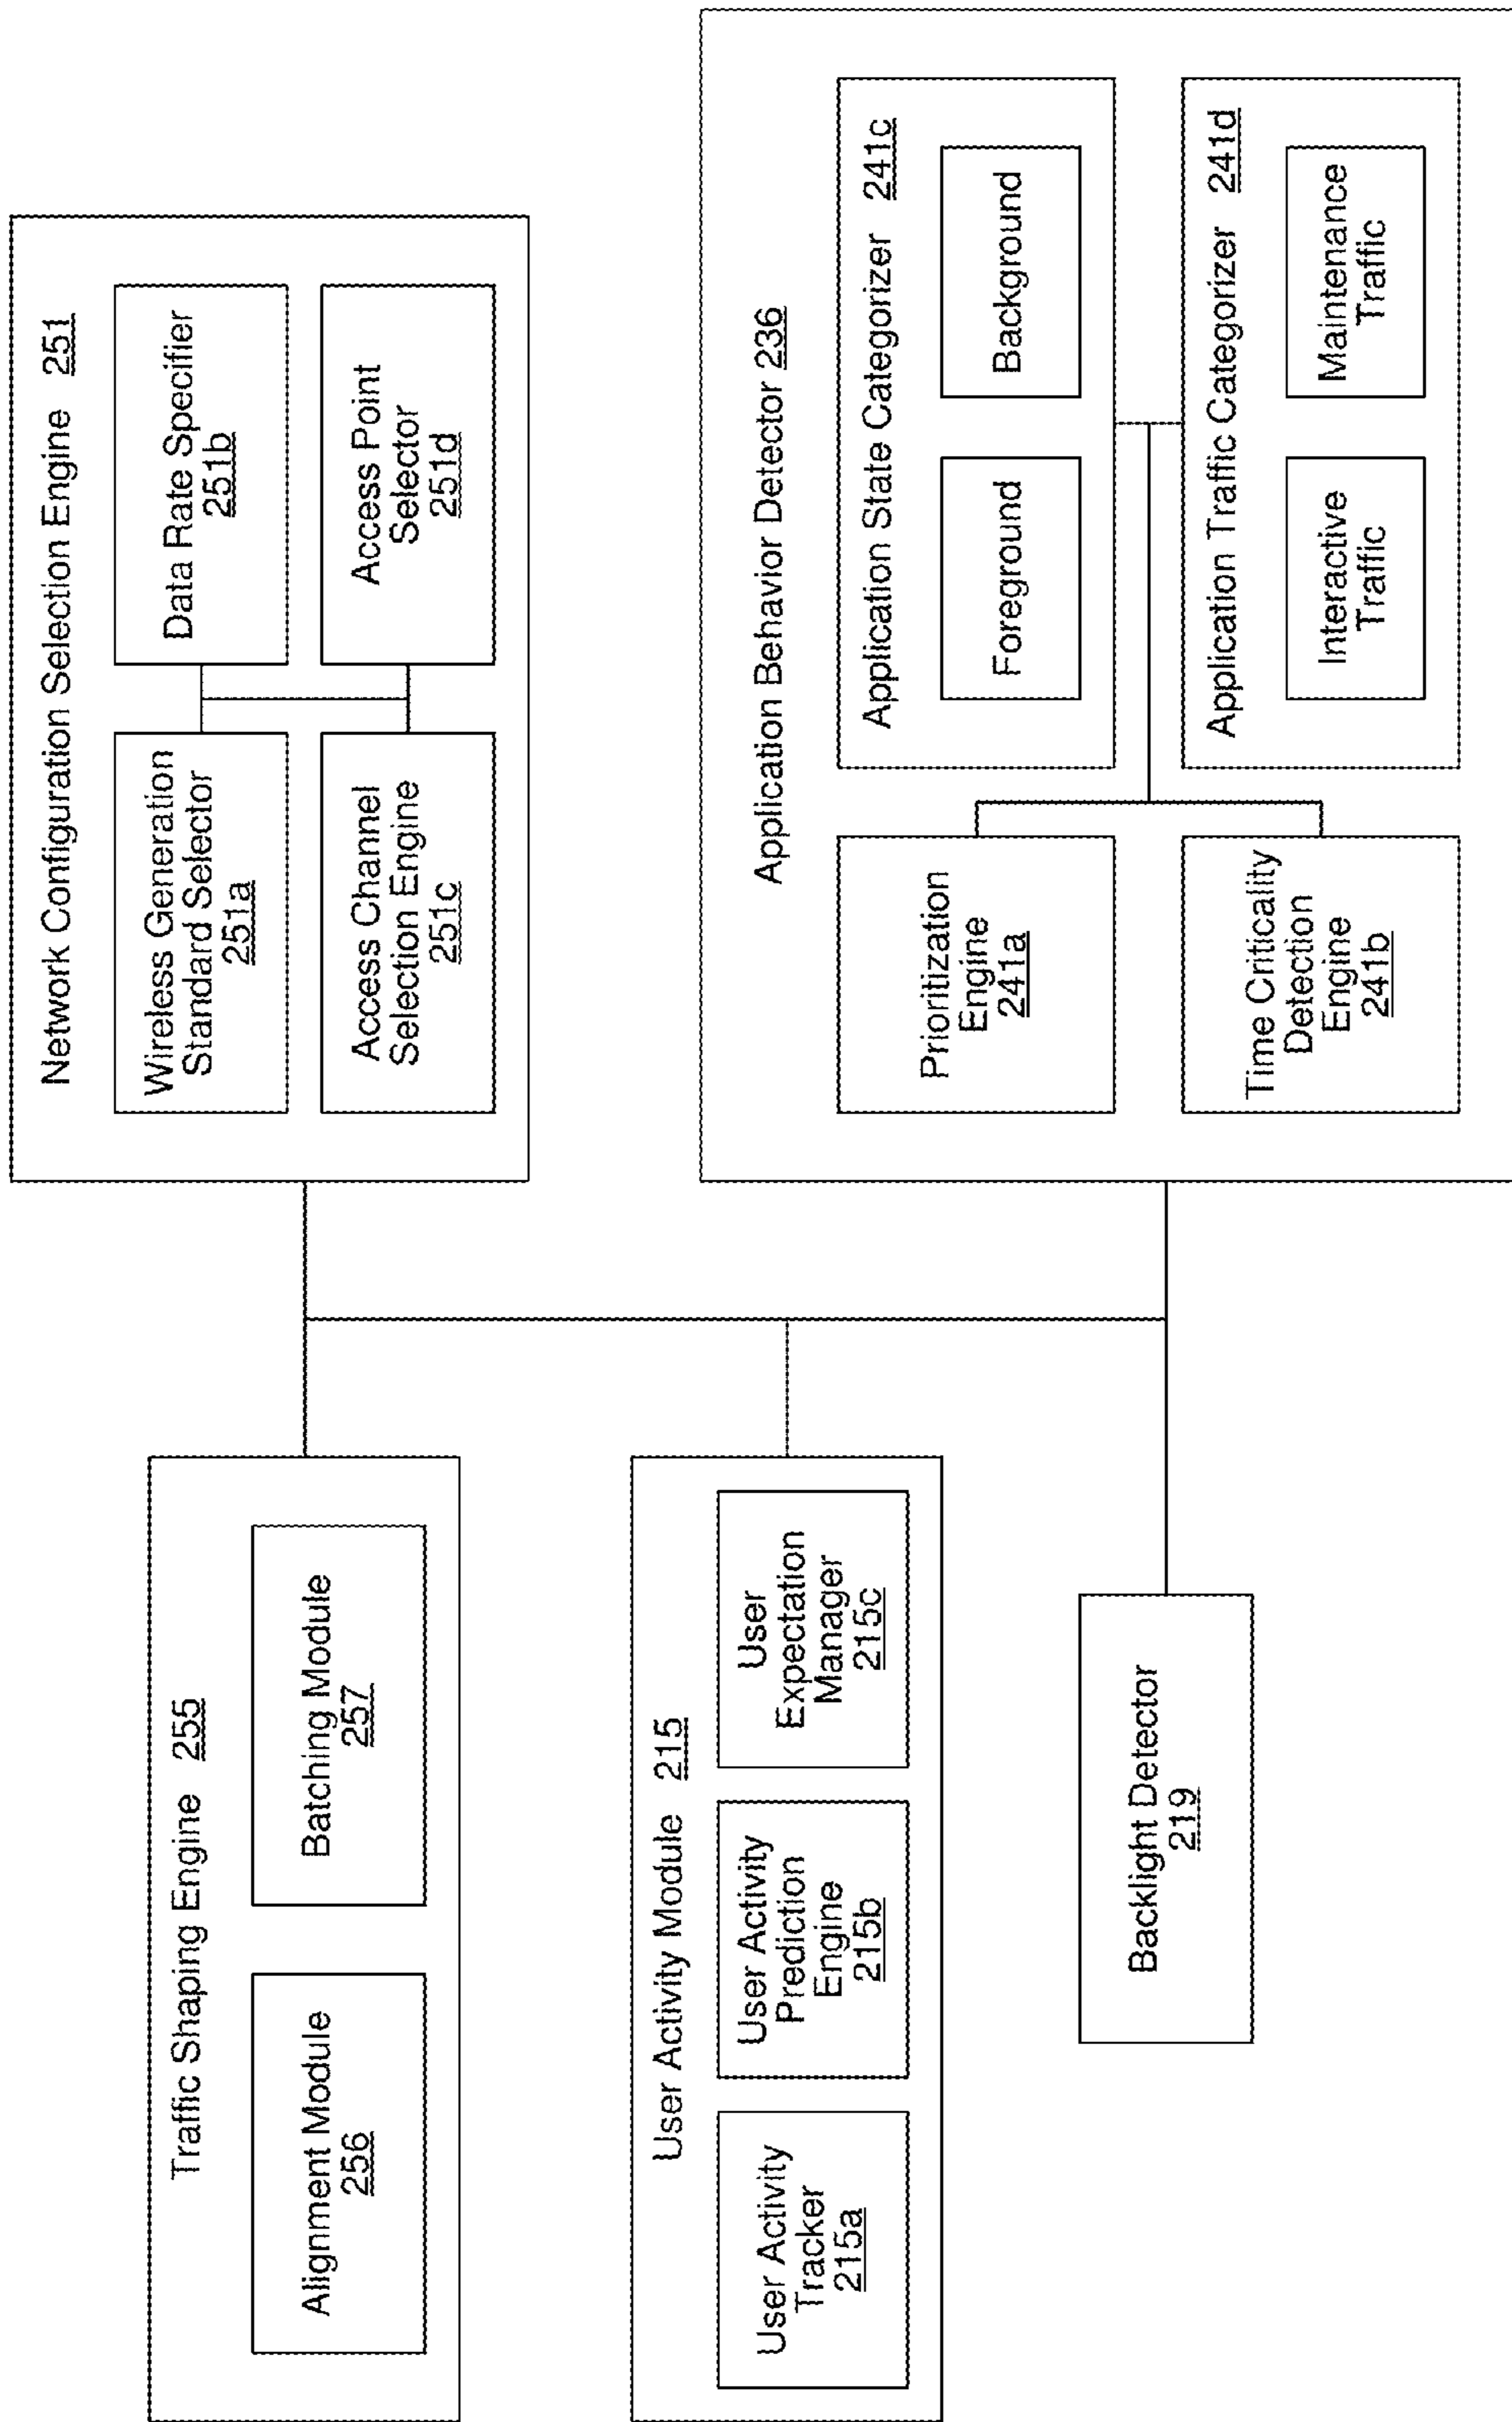 Traffic Shaping Engine 255
Alignment Module
256
Batching Module
257
User Activity Module 215
User Activity
Tracker
215a
User Activity
Prediction
Engine
215b
User
Expectation
Manager
215c
Backlight Detector
219
Network Configuration Selection Engine 251
Wireless Generation
Standard Selector
251a
Data Rate Specifier
251b
Access Channel
Selection Engine
251c
Access Point
Selector
251d
Application Behavior Detector 236
Prioritization
Engine
241a
Time Criticality
Detection
Engine
241b
Application State Categorizer 241c
Foreground
Background
Application Traffic Categorizer 241d
Interactive
Traffic
Maintenance
Traffic